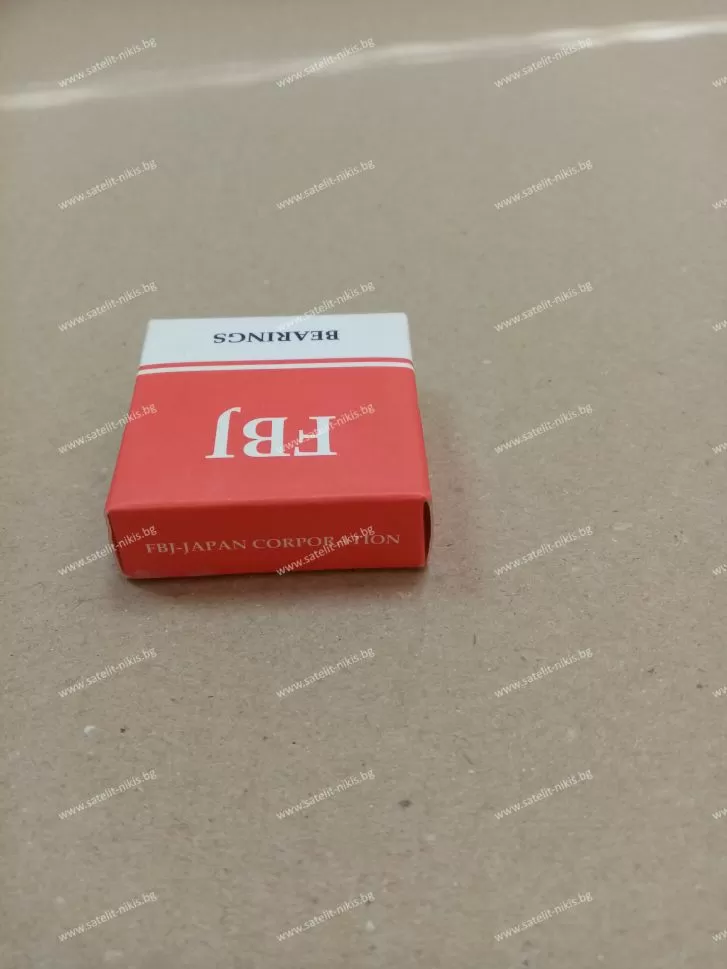 BEARINGS
FBJ
FBJ-JAPAN CORPORATION
www.satelit-nikis.bg